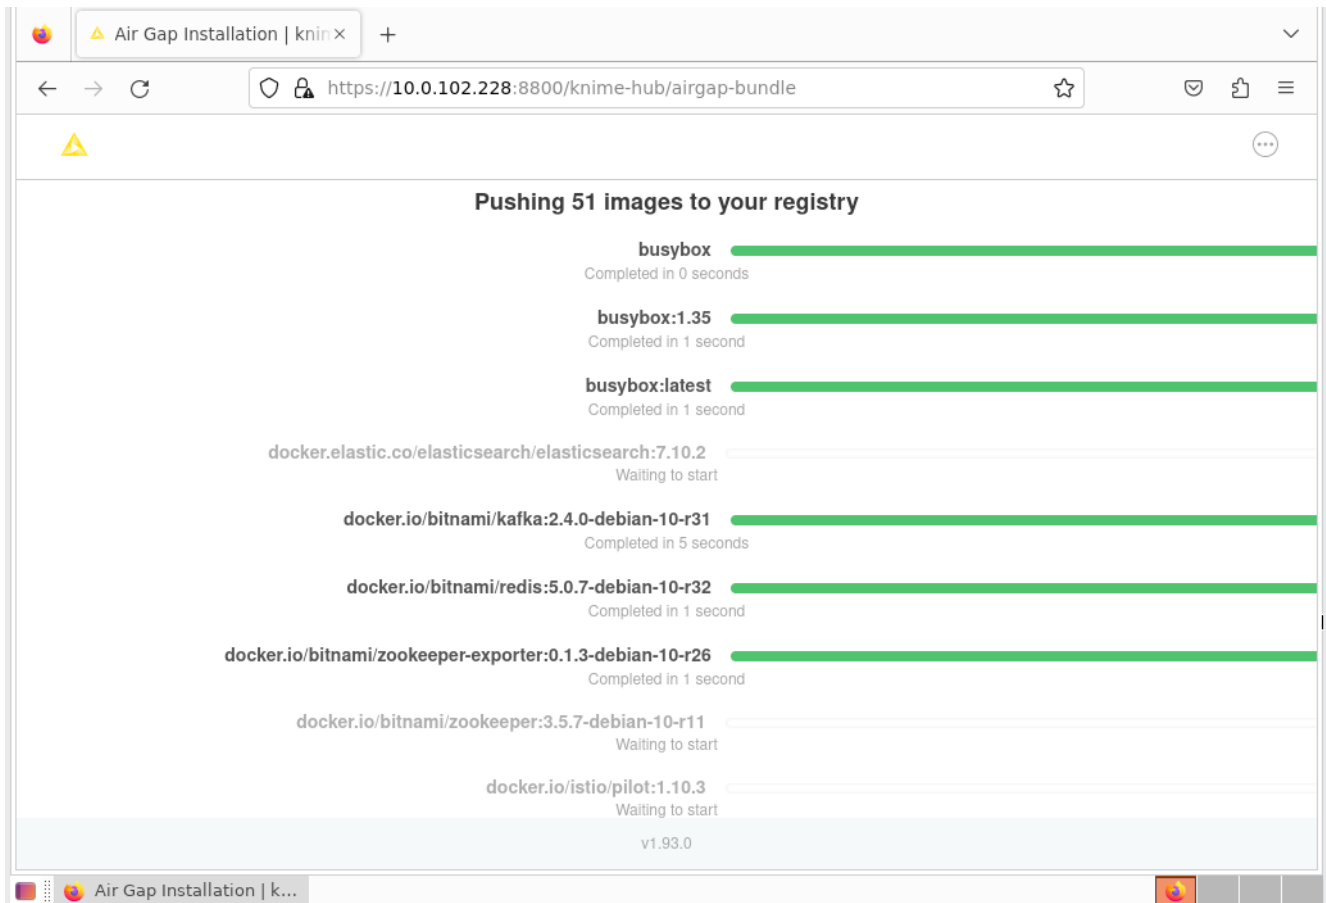 Air Gap Installation | knim
https://10.0.102.228:8800/knime-hub/airgap-bundle
Pushing 51 images to your registry
busybox
Completed in 0 seconds
busybox:1.35
Completed in 1 second
busybox:latest
Completed in 1 second
docker.elastic.co/elasticsearch/elasticsearch:7.10.2
Waiting to start
docker.io/bitnami/kafka:2.4.0-debian-10-r31
Completed in 5 seconds
docker.io/bitnami/redis:5.0.7-debian-10-r32
Completed in 1 second
docker.io/bitnami/zookeeper-exporter:0.1.3-debian-10-r26
Completed in 1 second
docker.io/bitnami/zookeeper:3.5.7-debian-10-r11
Waiting to start
docker.io/istio/pilot:1.10.3
Waiting to start
v1.93.0
Air Gap Installation | k...